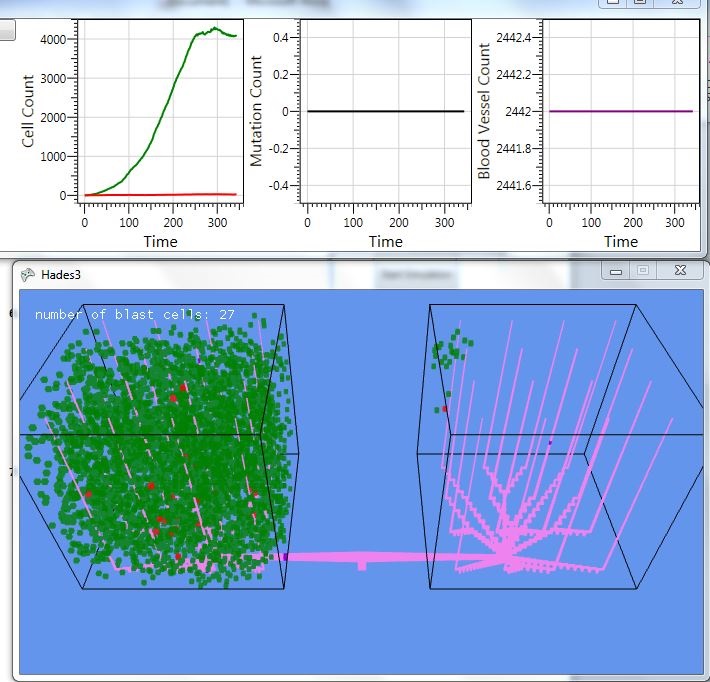 Cell Count
4000
3000
2000
1000
0
0 100 200 300
Time
Mutation Count
0.4
0.2
0
-0.2
-0.4
0 100 200 300
Time
Blood Vessel Count
2442.4
2442.2
2442
2441.8
2441.6
0 100 200 300
Time
Hades3
number of blast cells: 27